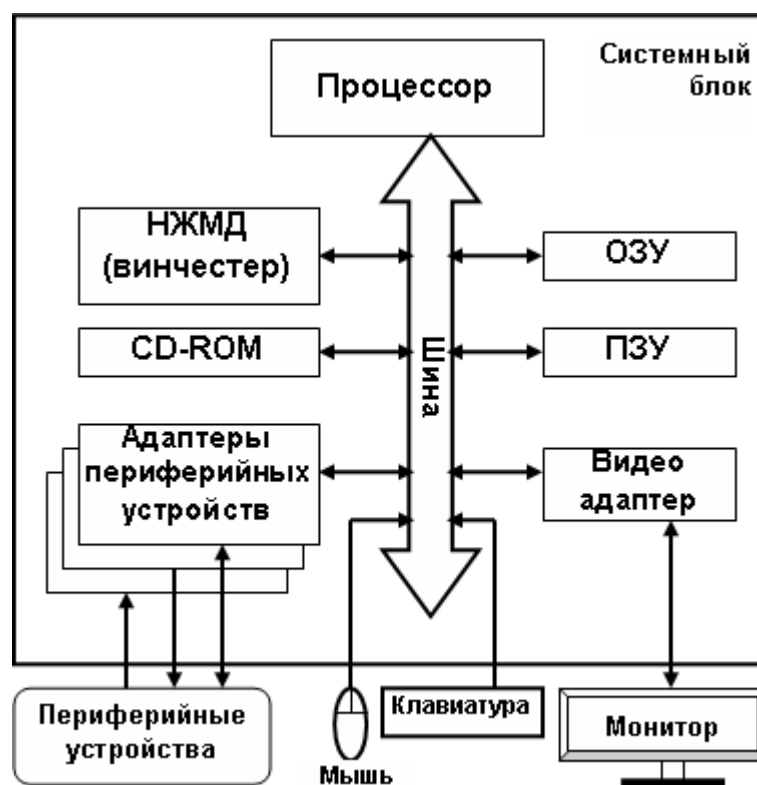 Системный
блок
Процессор
НЖМД
(винчестер)
ОЗУ
CD-ROM
ПЗУ
Шина
Адаптеры
периферийных
устройств
Видео
адаптер
Периферийные
устройства
Мышь
Клавиатура
Монитор